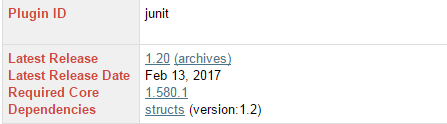 Plugin ID junit
Latest Release 1.20 (archives)
Latest Release Date Feb 13, 2017
Required Core 1.580.1
Dependencies structs (version:1.2)